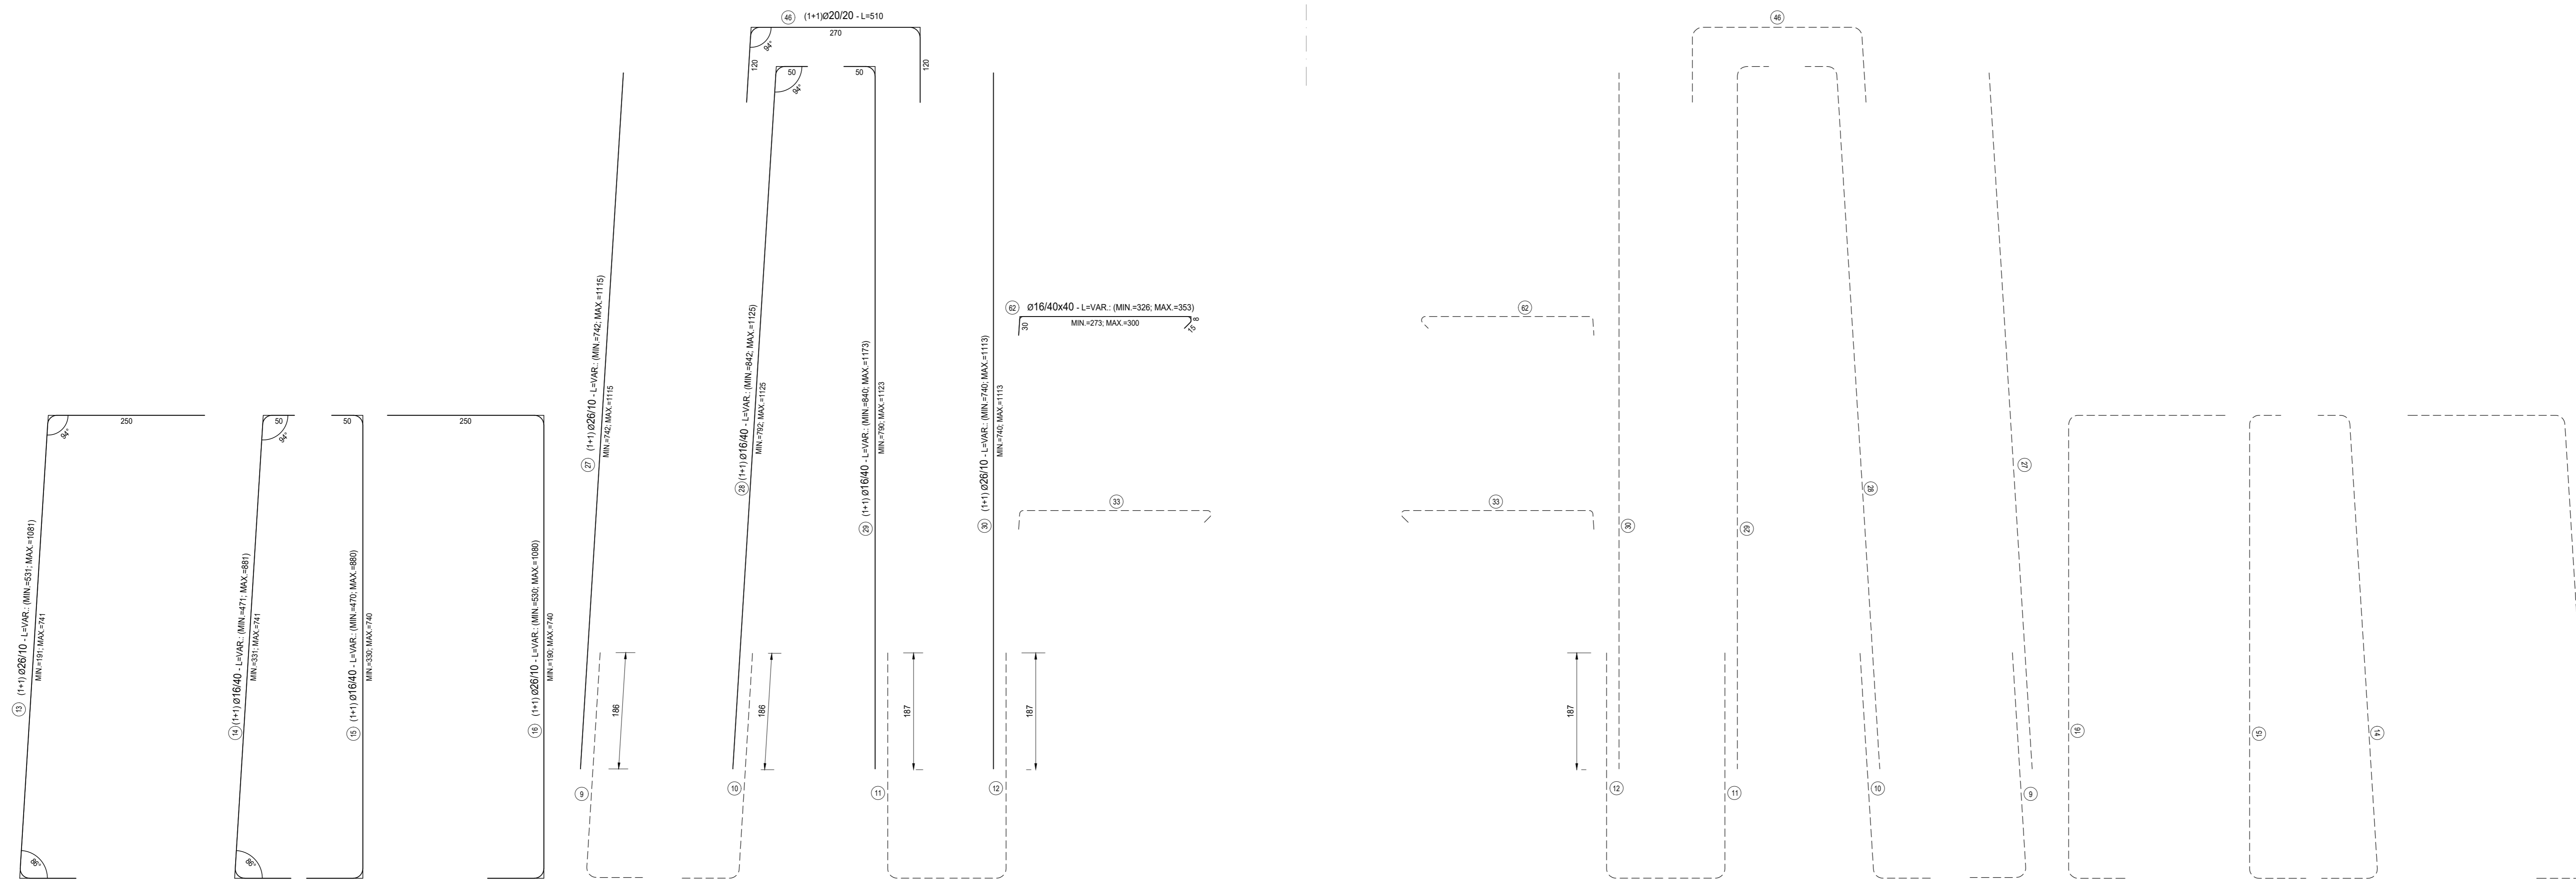 46 (1+1)Ø20/20 - L=510
270
94°
120
120
50
50
94°
46
27 (1+1) Ø26/10 - L=VAR.: (MIN.=742; MAX.=1115)
MIN.=742; MAX.=1115
28 (1+1) Ø16/40 - L=VAR.: (MIN.=842; MAX.=1125)
MIN.=792; MAX.=1125
29 (1+1) Ø16/40 - L=VAR.: (MIN.=840; MAX.=1173)
MIN.=790; MAX.=1123
30 (1+1) Ø26/10 - L=VAR.: (MIN.=740; MAX.=1113)
MIN.=740; MAX.=1113
62 Ø16/40x40 - L=VAR.: (MIN.=326; MAX.=353)
30
MIN.=273; MAX.=300
15
8
62
250
94°
50
50
94°
250
13 (1+1) Ø26/10 - L=VAR.: (MIN.=531; MAX.=1081)
MIN.=191; MAX.=741
14 (1+1) Ø16/40 - L=VAR.: (MIN.=471; MAX.=881)
MIN.=331; MAX.=741
15 (1+1) Ø16/40 - L=VAR.: (MIN.=470; MAX.=880)
MIN.=330; MAX.=740
16 (1+1) Ø26/10 - L=VAR.: (MIN.=530; MAX.=1080)
MIN.=190; MAX.=740
33
33
30
29
28
27
186
186
187
187
187
9
10
11
12
12
11
10
9
16
15
14
86°
86°